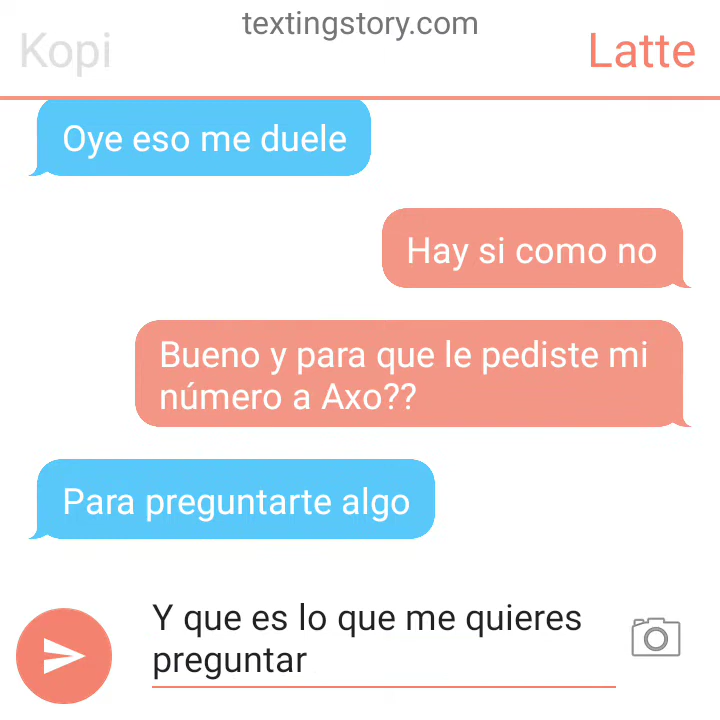 textingstory.com
Kopi
Latte
Oye eso me duele
Hay si como no
Bueno y para que le pediste mi
número a Axo??
Para preguntarte algo
Y que es lo que me quieres
preguntar